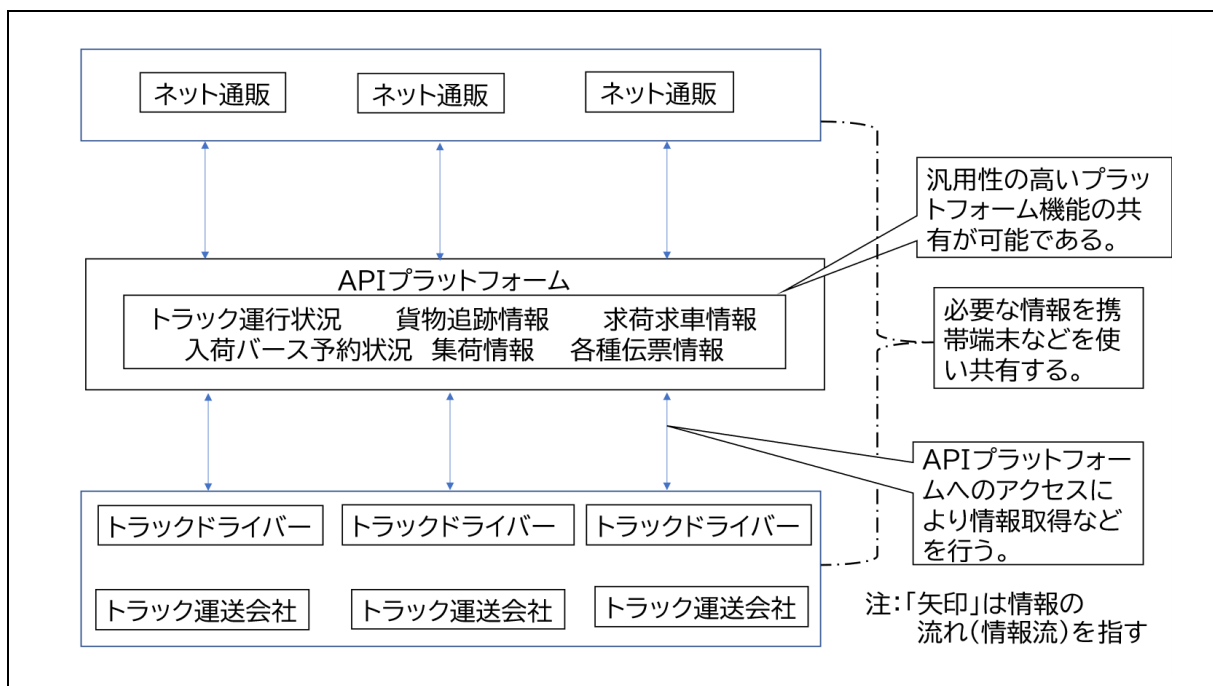 ネット通販 ネット通販 ネット通販
汎用性の高いプラッ
トフォーム機能の共
有が可能である。
APIプラットフォーム
トラック運行状況 貨物追跡情報 求荷求車情報
入荷バース予約状況 集荷情報 各種伝票情報
必要な情報を携
帯端末などを使
い共有する。
APIプラットフォー
ムへのアクセスに
より情報取得など
を行う。
トラックドライバー トラックドライバー トラックドライバー
トラック運送会社 トラック運送会社 トラック運送会社
注:「矢印」は情報の
流れ(情報流)を指す